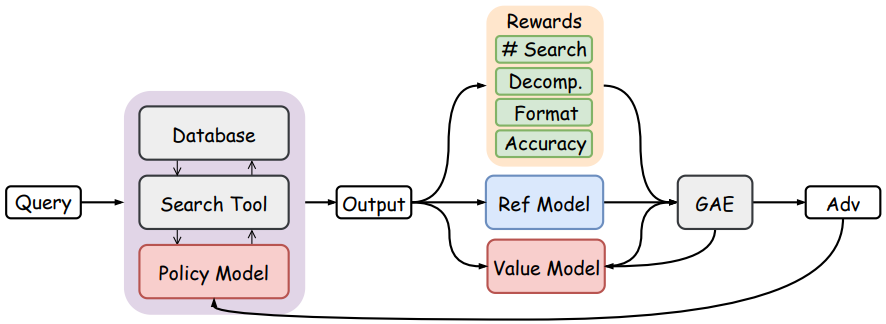 Query
Database
Search Tool
Policy Model
Output
Rewards
# Search
Decomp.
Format
Accuracy
Ref Model
Value Model
GAE
Adv